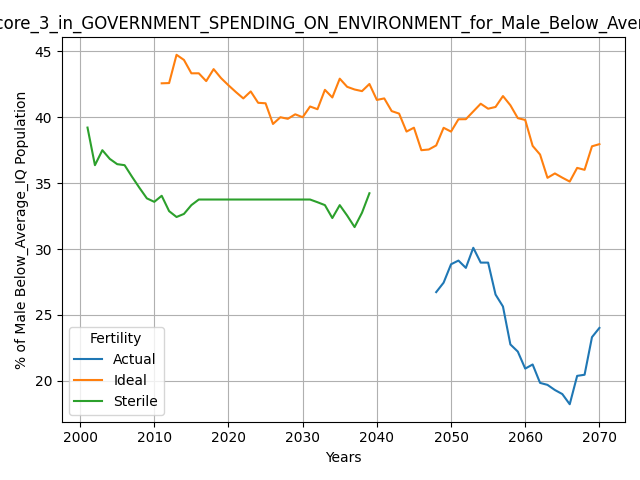 core_3_in_GOVERNMENT_SPENDING_ON_ENVIRONMENT_for_Male_Below_Aver
% of Male Below_Average_IQ Population
45
40
35
30
25
20
Fertility
Actual
Ideal
Sterile
2000 2010 2020 2030 2040 2050 2060 2070
Years